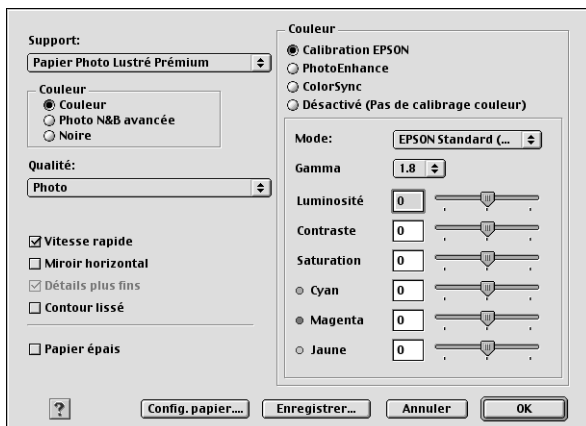 Support:
Papier Photo Lustré Prémium
Couleur
Couleur
Photo N&B avancée
Noire
Qualité:
Photo
Vitesse rapide
Miroir horizontal
Détails plus fins
Contour lissé
Papier épais
Couleur
Calibration EPSON
PhotoEnhance
ColorSync
Désactivé (Pas de calibrage couleur)
Mode: EPSON Standard (...
Gamma 1.8
Luminosité 0
Contraste 0
Saturation 0
Cyan 0
Magenta 0
Jaune 0
? Config. papier.... Enregistrer... Annuler OK